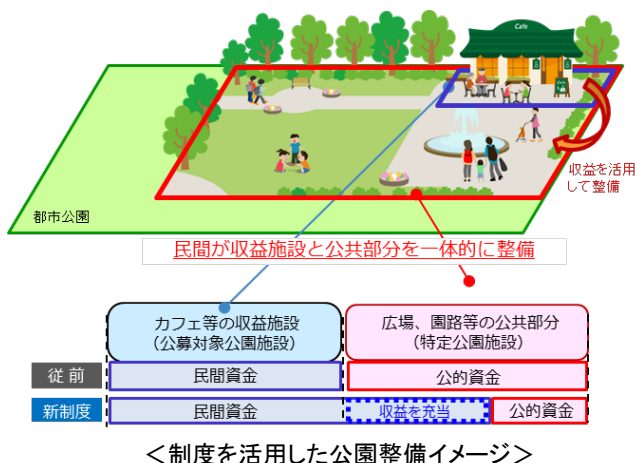 Cafe
収益を活用
して整備
都市公園
民間が収益施設と公共部分を一体的に整備
カフェ等の収益施設
（公募対象公園施設）
広場、園路等の公共部分
（特定公園施設）
従 前
民間資金
公的資金
新制度
民間資金
収益を充当
公的資金
＜制度を活用した公園整備イメージ＞